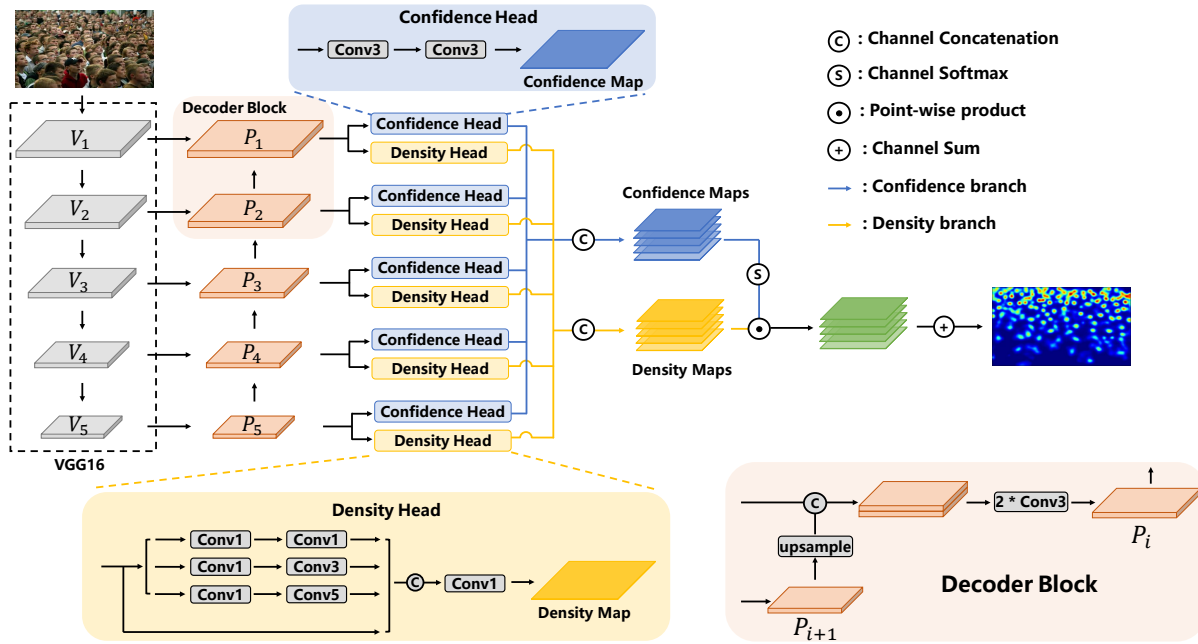 Confidence Head
Conv3
Conv3
Confidence Map
C : Channel Concatenation
S : Channel Softmax
: Point-wise product
+ : Channel Sum
: Confidence branch
: Density branch
Decoder Block
V1
P1
Confidence Head
Density Head
V2
P2
Confidence Head
Density Head
V3
P3
Confidence Head
Density Head
V4
P4
Confidence Head
Density Head
V5
P5
Confidence Head
Density Head
VGG16
C
Confidence Maps
S
C
Density Maps
+
Density Head
Conv1
Conv1
Conv1
Conv3
Conv1
Conv5
C
Conv1
Density Map
C
2 * Conv3
Pi
upsample
Pi+1
Decoder Block